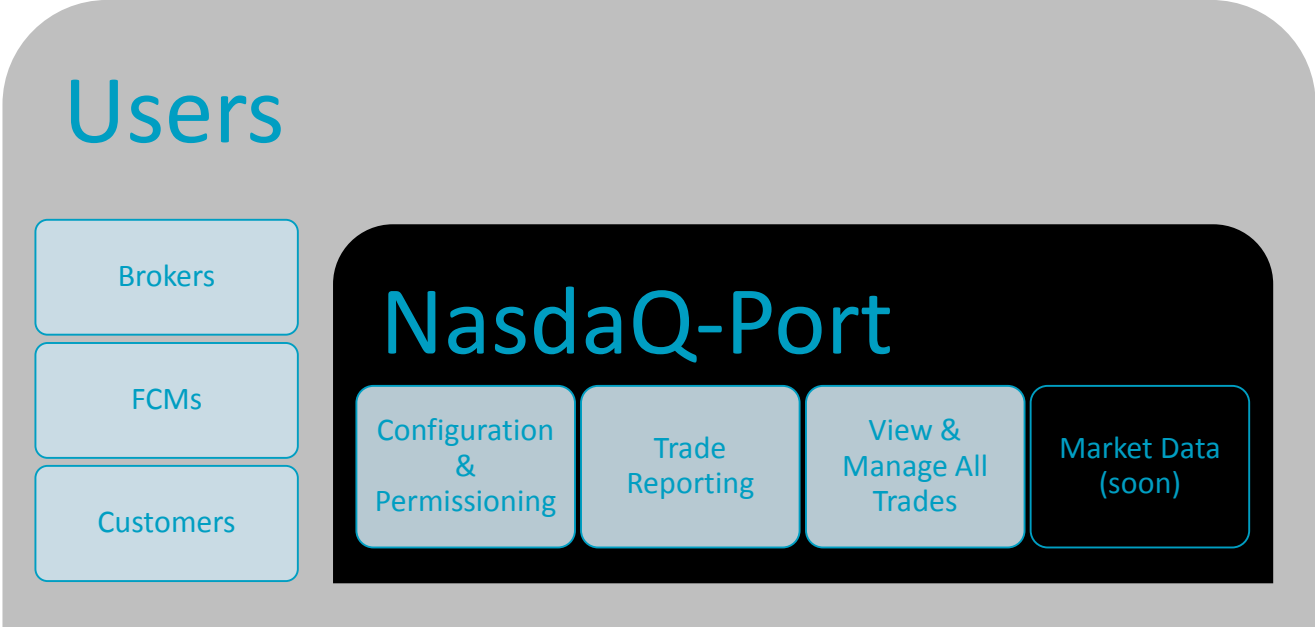 Users
Brokers
FCMs
Customers
NasdaQ-Port
Configuration
&
Permissioning
Trade
Reporting
View &
Manage All
Trades
Market Data
(soon)